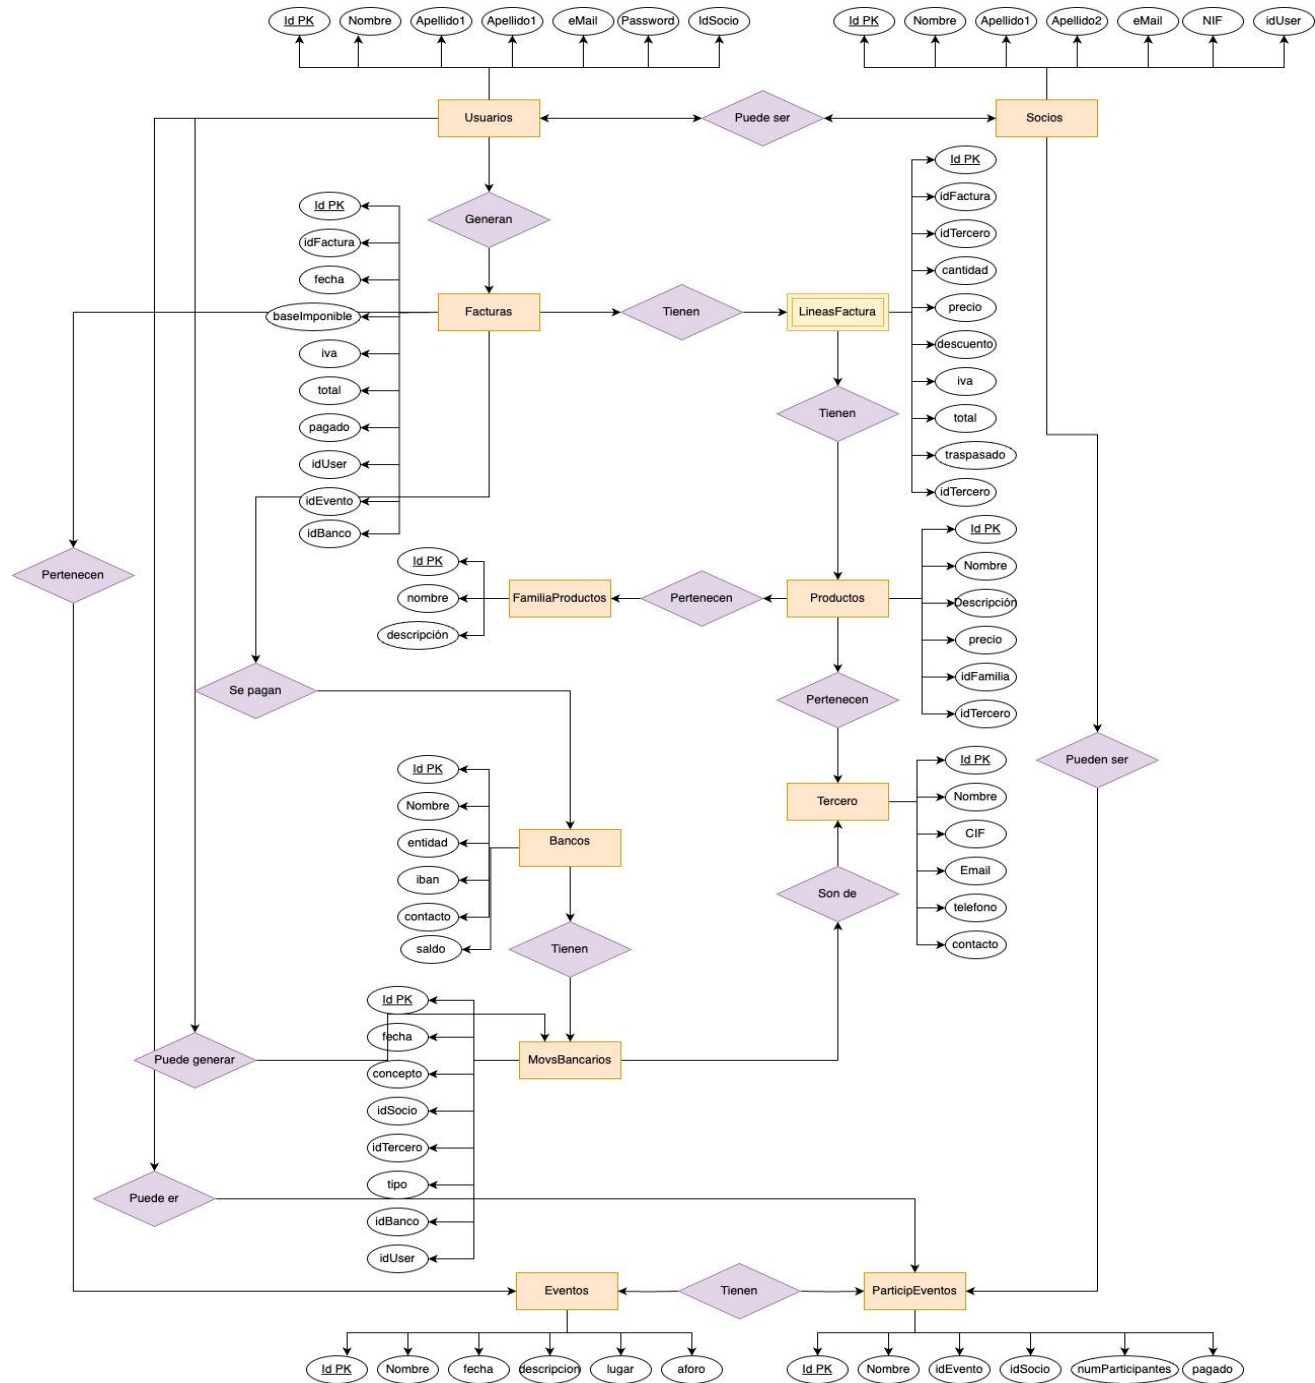 Id PK
Nombre
Apellido1
Apellido1
eMail
Password
IdSocio
Id PK
Nombre
Apellido1
Apellido2
eMail
NIF
idUser
Usuarios
Puede ser
Socios
Generan
Id PK
idFactura
fecha
baseImponible
iva
total
pagado
idUser
idEvento
idBanco
Facturas
Tienen
LineasFactura
Id PK
idFactura
idTercero
cantidad
precio
descuento
iva
total
traspasado
idTercero
Tienen
Pertenecen
Id PK
nombre
descripción
FamiliaProductos
Pertenecen
Productos
Id PK
Nombre
Descripción
precio
idFamilia
idTercero
Se pagan
Pertenecen
Pueden ser
Id PK
Nombre
entidad
iban
contacto
saldo
Bancos
Tercero
Id PK
Nombre
CIF
Email
telefono
contacto
Son de
Tienen
Id PK
fecha
concepto
idSocio
idTercero
tipo
idBanco
idUser
Puede generar
MovsBancarios
Puede er
Eventos
Tienen
ParticipEventos
Id PK
Nombre
fecha
descripcion
lugar
aforo
Id PK
Nombre
idEvento
idSocio
numParticipantes
pagado